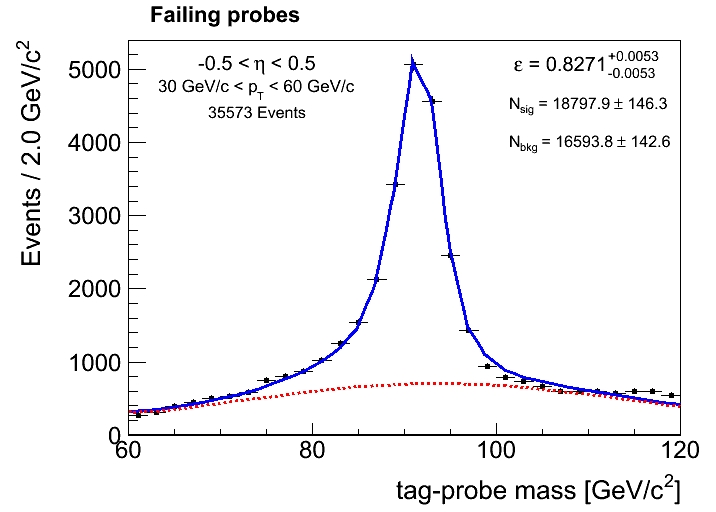 Failing probes
-0.5 < η < 0.5
30 GeV/c < p_T < 60 GeV/c
35573 Events
ε = 0.8271 +0.0053 -0.0053
N_sig = 18797.9 ± 146.3
N_bkg = 16593.8 ± 142.6
Events / 2.0 GeV/c²
5000
4000
3000
2000
1000
0
60 80 100 120
tag-probe mass [GeV/c²]